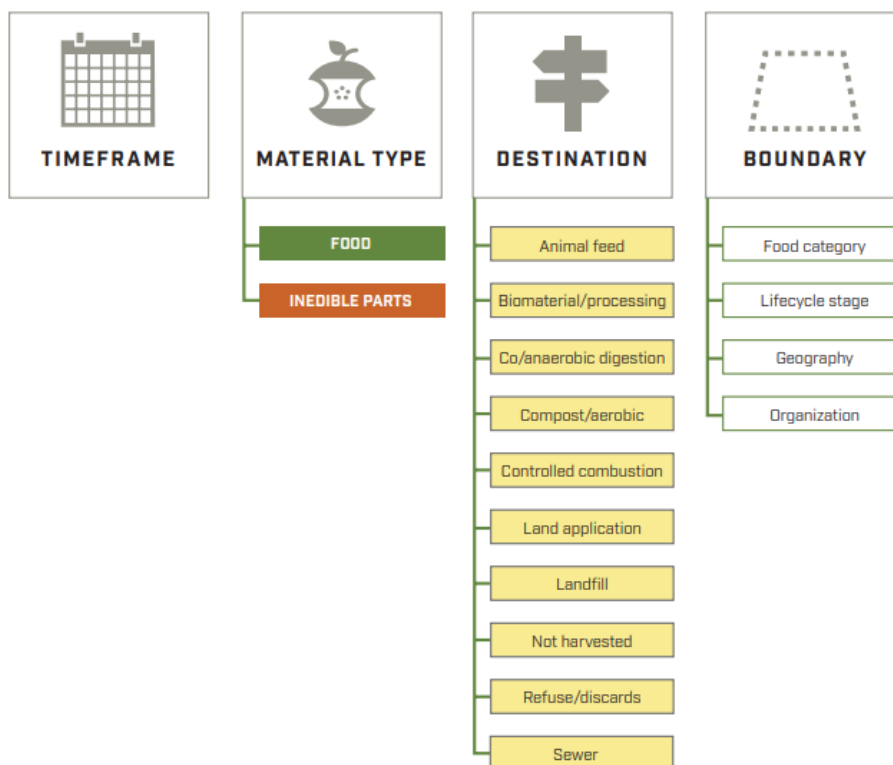 TIMEFRAME
MATERIAL TYPE
DESTINATION
BOUNDARY
FOOD
INEDIBLE PARTS
Animal feed
Biomaterial/processing
Co/anaerobic digestion
Compost/aerobic
Controlled combustion
Land application
Landfill
Not harvested
Refuse/discards
Sewer
Food category
Lifecycle stage
Geography
Organization